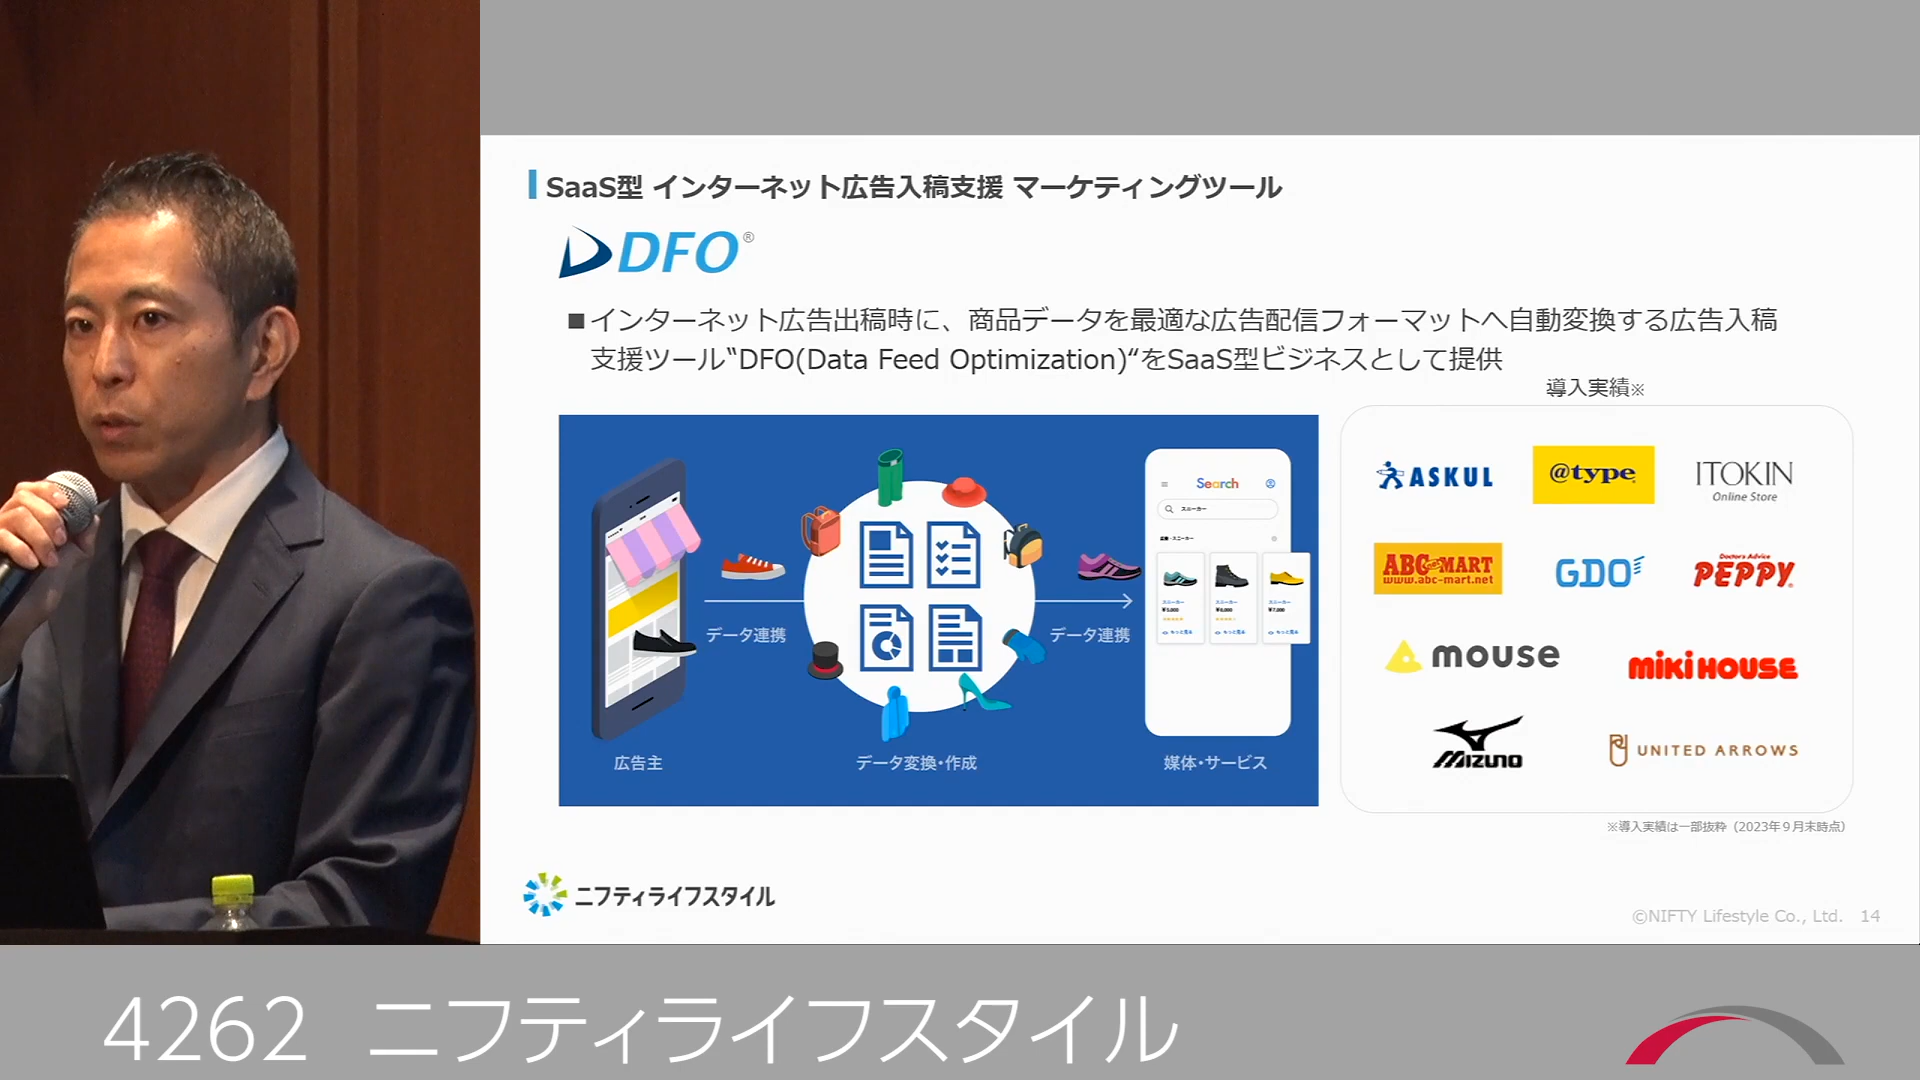 SaaS型 インターネット広告入稿支援 マーケティングツール
DFO®
■インターネット広告出稿時に、商品データを最適な広告配信フォーマットへ自動変換する広告入稿
支援ツール“DFO(Data Feed Optimization)“をSaaS型ビジネスとして提供
導入実績※
データ連携
データ連携
広告主
データ変換・作成
媒体・サービス
Search
スニーカー
スニーカー
スニーカー
スニーカー
¥5,000
¥6,000
¥7,000
もっと見る
もっと見る
もっと見る
ASKUL
@type
ITOKIN
Online Store
ABC-MART
www.abc-mart.net
GDO
Doctor's Advice
PEPPY
mouse
MIKI HOUSE
MIZUNO
UNITED ARROWS
※導入実績は一部抜粋（2023年９月末時点）
ニフティライフスタイル
©NIFTY Lifestyle Co., Ltd. 14
4262 ニフティライフスタイル